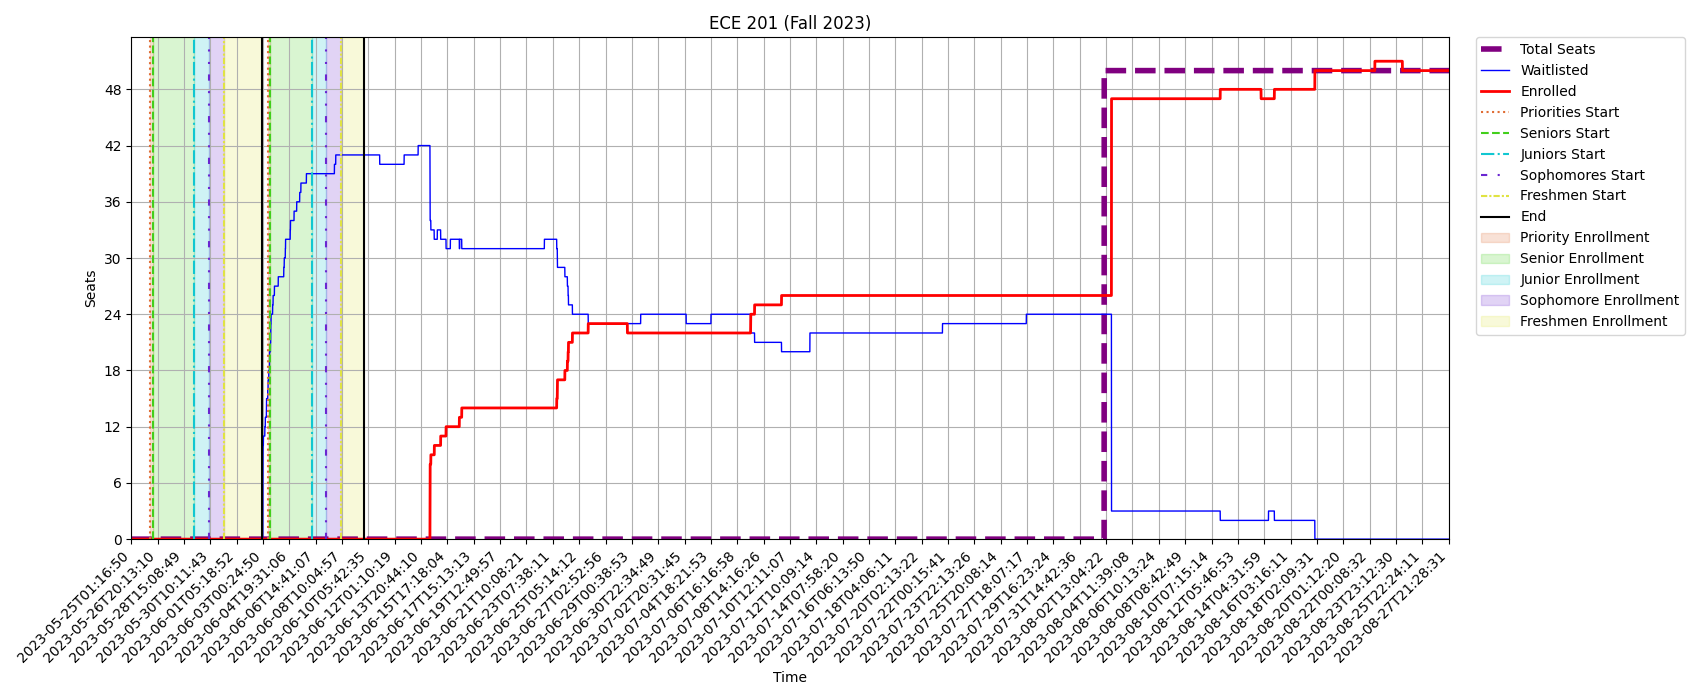 ECE 201 (Fall 2023)
Seats
48
42
36
30
24
18
12
6
0
2023-05-25T01:16:50
2023-05-26T20:13:10
2023-05-28T15:08:49
2023-05-30T10:11:43
2023-06-01T05:18:52
2023-06-03T00:24:50
2023-06-04T19:31:06
2023-06-06T14:41:07
2023-06-08T10:04:57
2023-06-10T05:42:35
2023-06-12T01:10:19
2023-06-13T20:44:10
2023-06-15T17:18:04
2023-06-17T15:13:13
2023-06-19T12:49:57
2023-06-21T10:08:21
2023-06-23T07:38:11
2023-06-25T05:14:12
2023-06-27T02:52:56
2023-06-29T00:38:53
2023-06-30T22:34:49
2023-07-02T20:31:45
2023-07-04T18:21:53
2023-07-06T16:16:58
2023-07-08T14:16:20
2023-07-10T12:11:07
2023-07-12T10:09:14
2023-07-14T07:58:20
2023-07-16T06:13:50
2023-07-18T04:06:11
2023-07-20T02:13:22
2023-07-22T00:15:41
2023-07-23T22:13:26
2023-07-25T20:08:14
2023-07-27T18:07:17
2023-07-29T16:23:24
2023-07-31T14:42:36
2023-08-02T13:04:22
2023-08-04T11:39:08
2023-08-06T10:13:24
2023-08-08T08:42:49
2023-08-10T07:15:14
2023-08-12T05:46:53
2023-08-14T04:31:59
2023-08-16T03:16:11
2023-08-18T02:09:31
2023-08-20T01:12:20
2023-08-22T00:08:32
2023-08-23T23:12:30
2023-08-25T22:24:11
2023-08-27T21:28:31
Time
Total Seats
Waitlisted
Enrolled
Priorities Start
Seniors Start
Juniors Start
Sophomores Start
Freshmen Start
End
Priority Enrollment
Senior Enrollment
Junior Enrollment
Sophomore Enrollment
Freshmen Enrollment